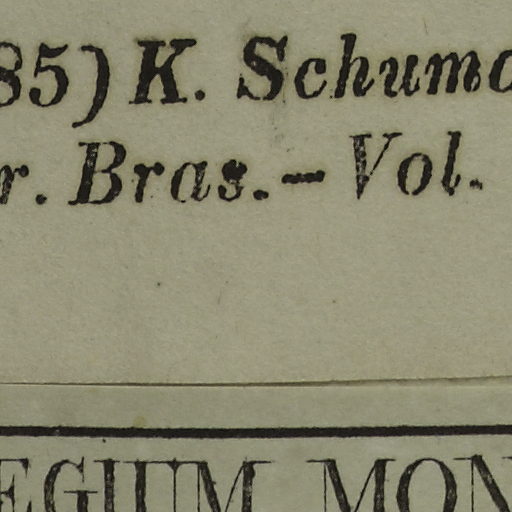 85) K. Schuma
r. Bras.– Vol.
EGIUM MON